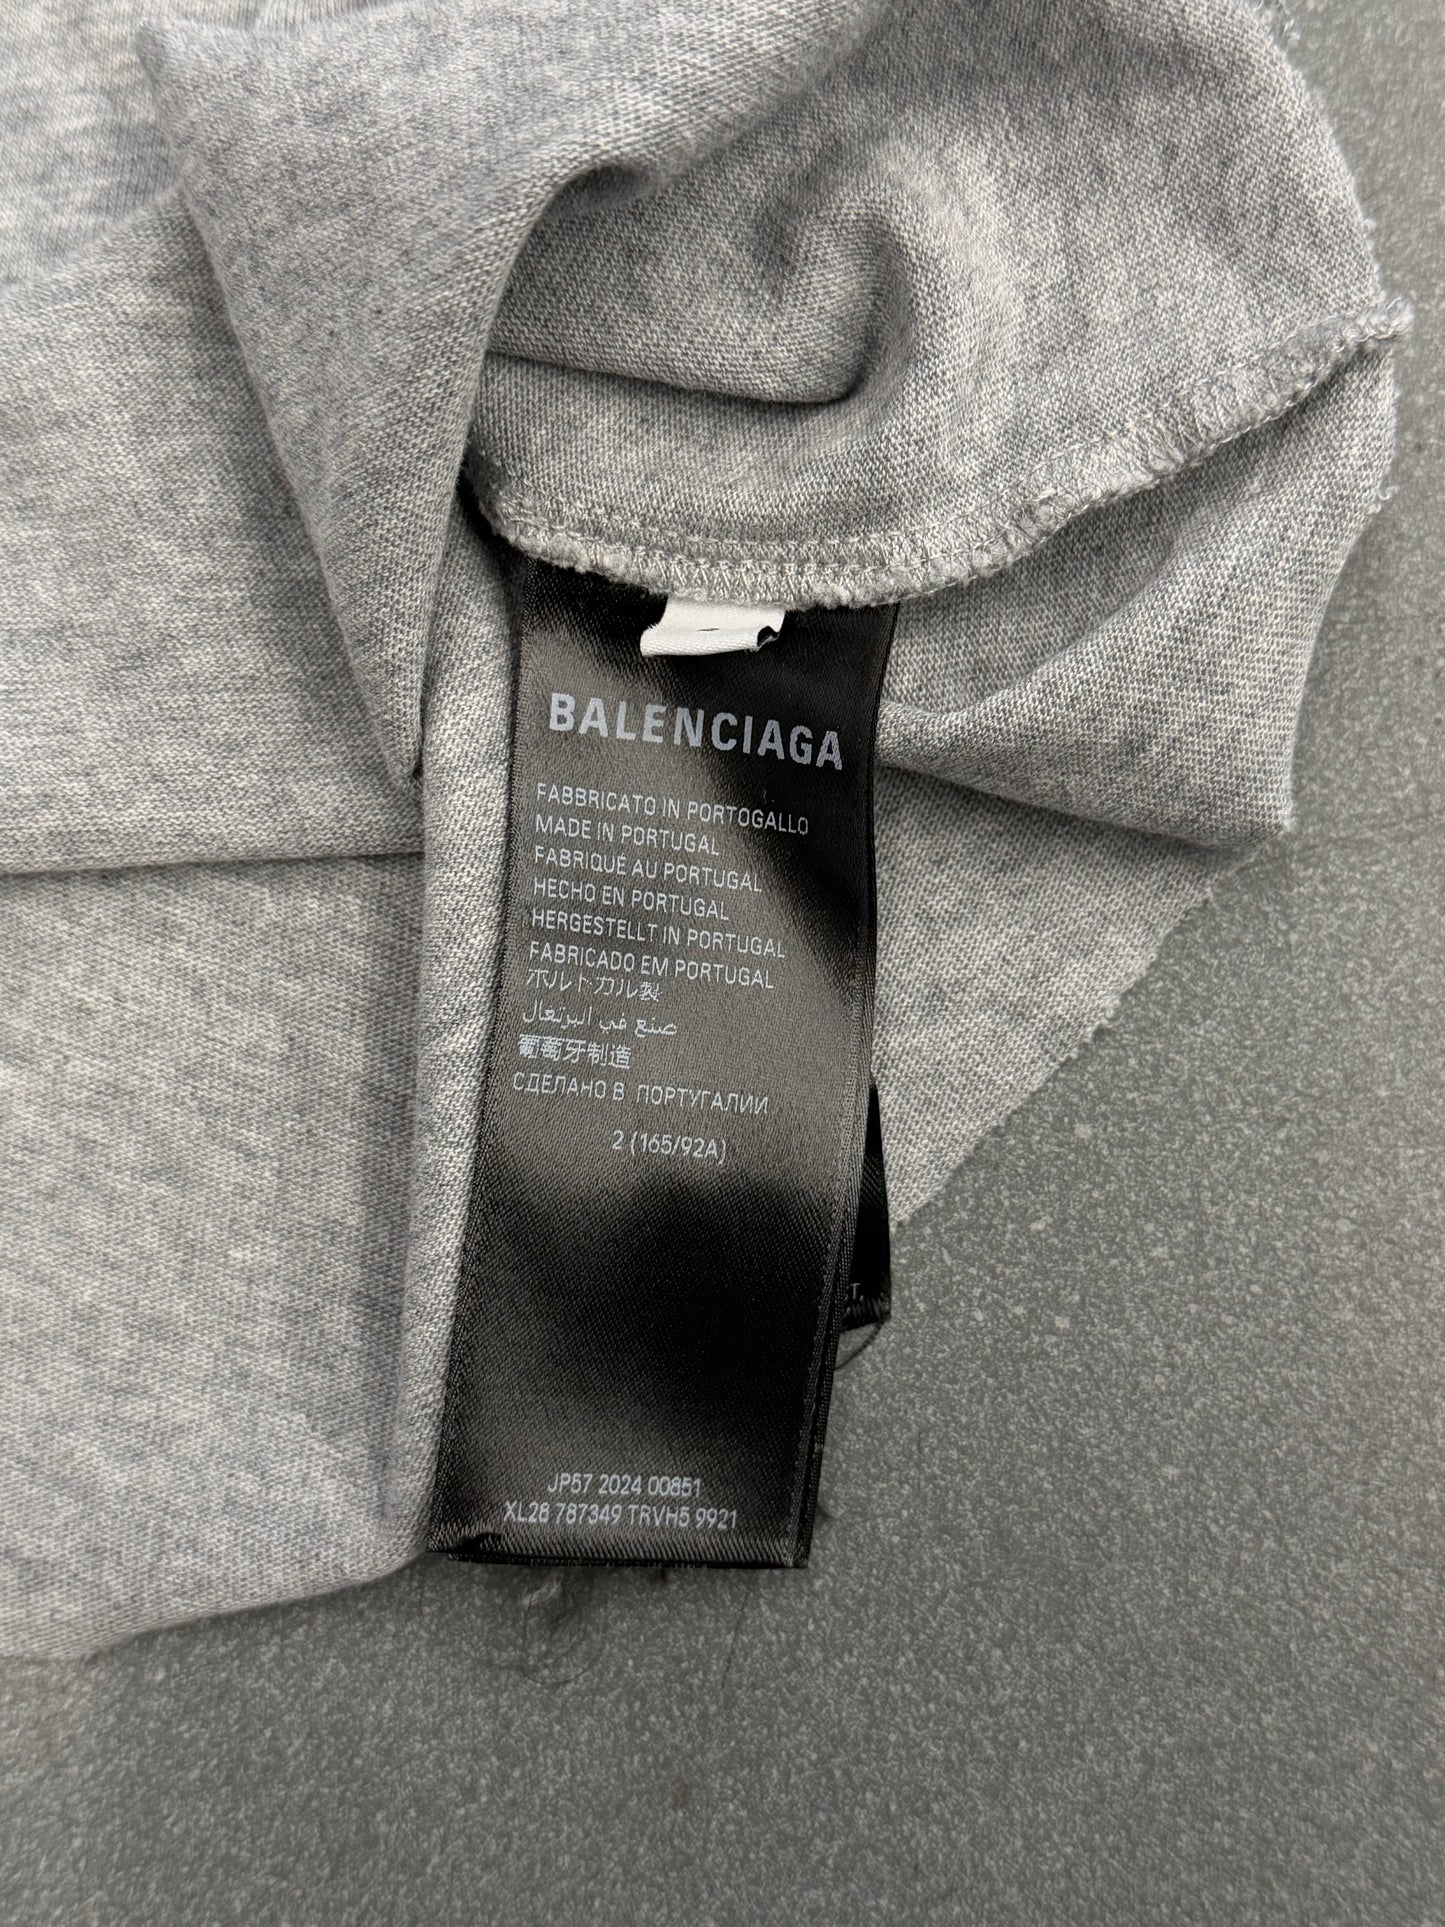 BALENCIAGA
FABBRICATO IN PORTOGALLO
MADE IN PORTUGAL
FABRIQUÉ AU PORTUGAL
HECHO EN PORTUGAL
HERGESTELLT IN PORTUGAL
FABRICADO EM PORTUGAL
ポルトガル製
صنع في البرتغال
葡萄牙制造
СДЕЛАНО В ПОРТУГАЛИИ
2 (165/92A)
JP57 2024 00851
XL28 787349 TRVH5 9921